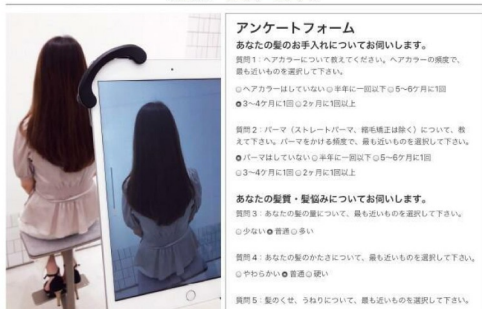 アンケートフォーム
あなたの髪のお手入れについてお伺いします。
質問1：ヘアカラーについて教えてください。ヘアカラーの頻度で、
最も近いものを選択して下さい。
○ヘアカラーはしていない○半年に一回以下○5～6ケ月に1回
●3～4ケ月に1回○2ヶ月に1回以上
質問2：パーマ（ストレートパーマ、縮毛矯正は除く）について、教
えて下さい。パーマをかける頻度で、最も近いものを選択して下さい。
●パーマはしていない○半年に一回以下○5～6ケ月に1回
○3～4ケ月に1回○2ヶ月に1回以上
あなたの髪質・髪悩みについてお伺いします。
質問3：あなたの髪の量について、最も近いものを選択して下さい。
○少ない●普通○多い
質問4：あなたの髪のかたさについて、最も近いものを選択して下さい。
○やわらかい●普通○硬い
質問5：髪のくせ、うねりについて、最も近いものを選択して下さい。